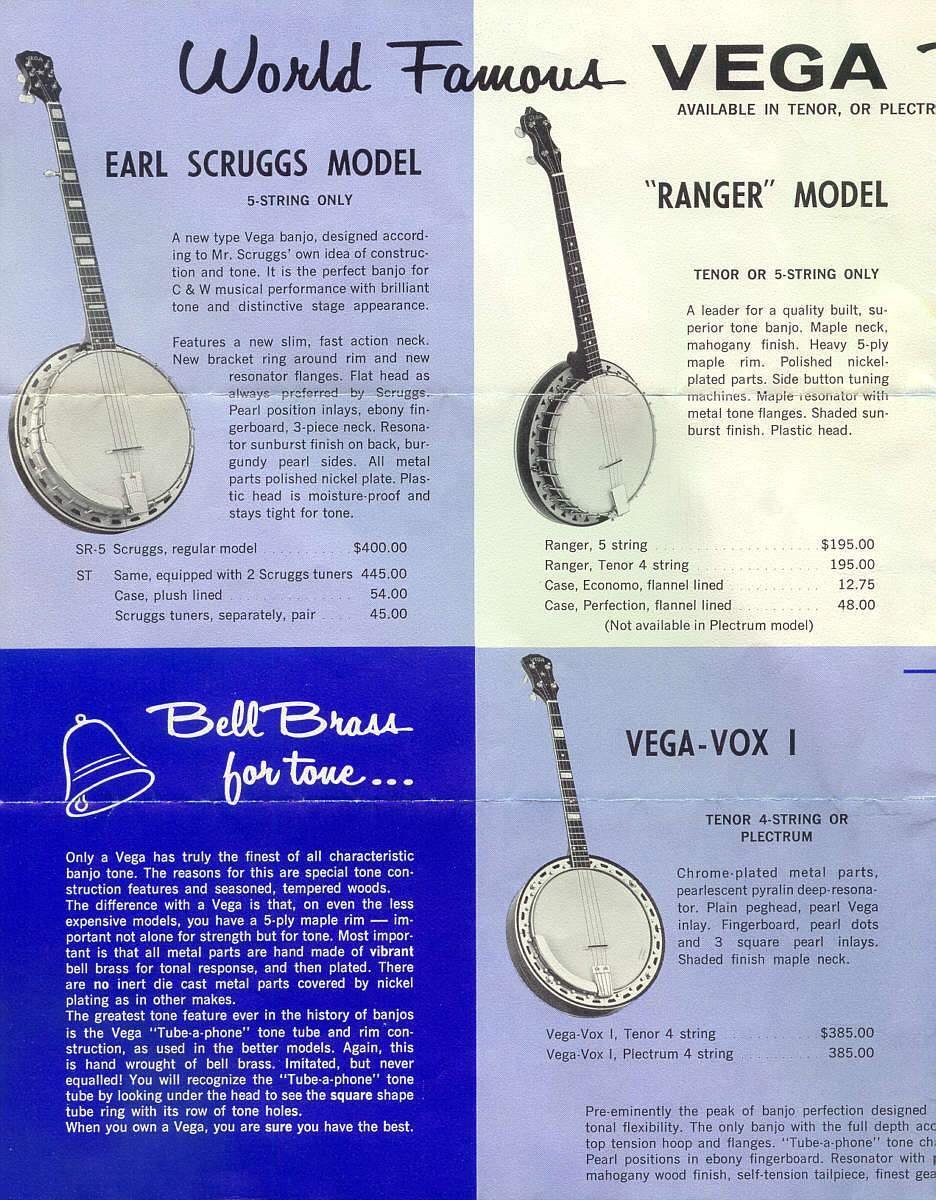 World Famous VEGA
AVAILABLE IN TENOR, OR PLECTR
EARL SCRUGGS MODEL
5-STRING ONLY
A new type Vega banjo, designed accord-
ing to Mr. Scruggs' own idea of construc-
tion and tone. It is the perfect banjo for
C & W musical performance with brilliant
tone and distinctive stage appearance.
Features a new slim, fast action neck.
New bracket ring around rim and new
resonator flanges. Flat head as
always preferred by Scruggs.
Pearl position inlays, ebony fin-
gerboard, 3-piece neck. Resona-
tor sunburst finish on back, bur-
gundy pearl sides. All metal
parts polished nickel plate. Plas-
tic head is moisture-proof and
stays tight for tone.
SR-5 Scruggs, regular model . . . . . . . . . $400.00
ST Same, equipped with 2 Scruggs tuners 445.00
Case, plush lined . . . . . . . . . . . . . 54.00
Scruggs tuners, separately, pair . . . . 45.00
"RANGER" MODEL
TENOR OR 5-STRING ONLY
A leader for a quality built, su-
perior tone banjo. Maple neck,
mahogany finish. Heavy 5-ply
maple rim. Polished nickel-
plated parts. Side button tuning
machines. Maple resonator with
metal tone flanges. Shaded sun-
burst finish. Plastic head.
Ranger, 5 string . . . . . . . . . . . . . . . . $195.00
Ranger, Tenor 4 string . . . . . . . . . . . . 195.00
Case, Economo, flannel lined . . . . . . . . . 12.75
Case, Perfection, flannel lined . . . . . . . . 48.00
(Not available in Plectrum model)
Bell Brass
for tone...
Only a Vega has truly the finest of all characteristic
banjo tone. The reasons for this are special tone con-
struction features and seasoned, tempered woods.
The difference with a Vega is that, on even the less
expensive models, you have a 5-ply maple rim — im-
portant not alone for strength but for tone. Most impor-
tant is that all metal parts are hand made of vibrant
bell brass for tonal response, and then plated. There
are no inert die cast metal parts covered by nickel
plating as in other makes.
The greatest tone feature ever in the history of banjos
is the Vega "Tube-a-phone" tone tube and rim con-
struction, as used in the better models. Again, this
is hand wrought of bell brass. Imitated, but never
equalled! You will recognize the "Tube-a-phone" tone
tube by looking under the head to see the square shape
tube ring with its row of tone holes.
When you own a Vega, you are sure you have the best.
VEGA
VEGA-VOX I
TENOR 4-STRING OR
PLECTRUM
Chrome-plated metal parts,
pearlescent pyralin deep-resona-
tor. Plain peghead, pearl Vega
inlay. Fingerboard, pearl dots
and 3 square pearl inlays.
Shaded finish maple neck.
Vega-Vox I, Tenor 4 string . . . . . . . . $385.00
Vega-Vox I, Plectrum 4 string . . . . . . . 385.00
Pre-eminently the peak of banjo perfection designed
tonal flexibility. The only banjo with the full depth acc
top tension hoop and flanges. "Tube-a-phone" tone ch
Pearl positions in ebony fingerboard. Resonator with
mahogany wood finish, self-tension tailpiece, finest gea